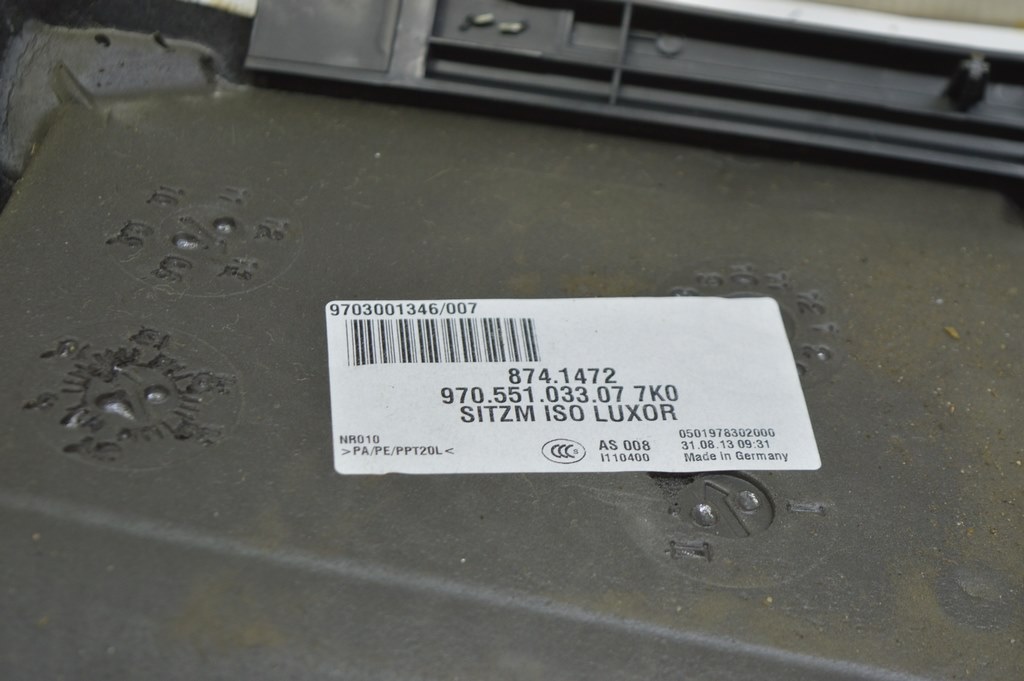 9703001346/007
874.1472
970.551.033.07 7K0
SITZM ISO LUXOR
NR010
>PA/PE/PPT20L<
CCC S
AS 008
I110400
0501978302000
31.08.13 09:31
Made in Germany